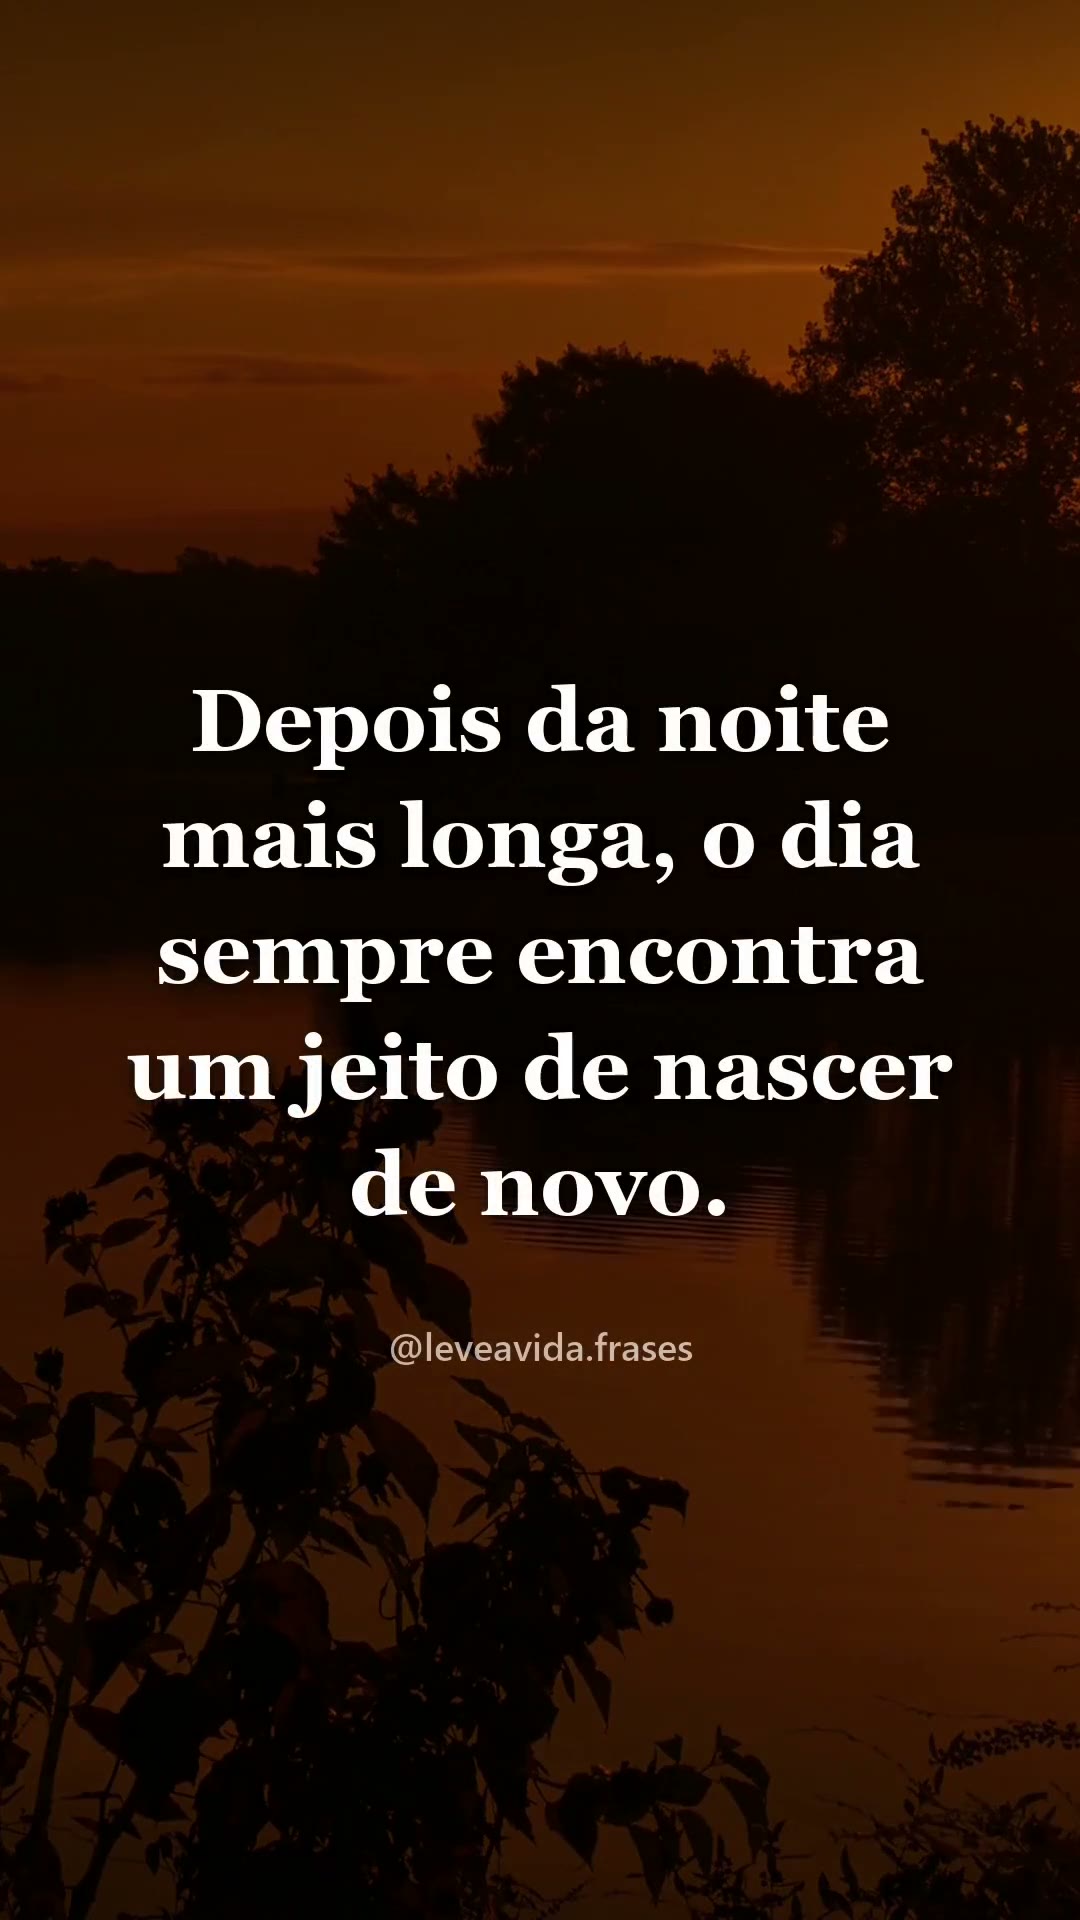 Depois da noite
mais longa, o dia
sempre encontra
um jeito de nascer
de novo.
@leveavida.frases